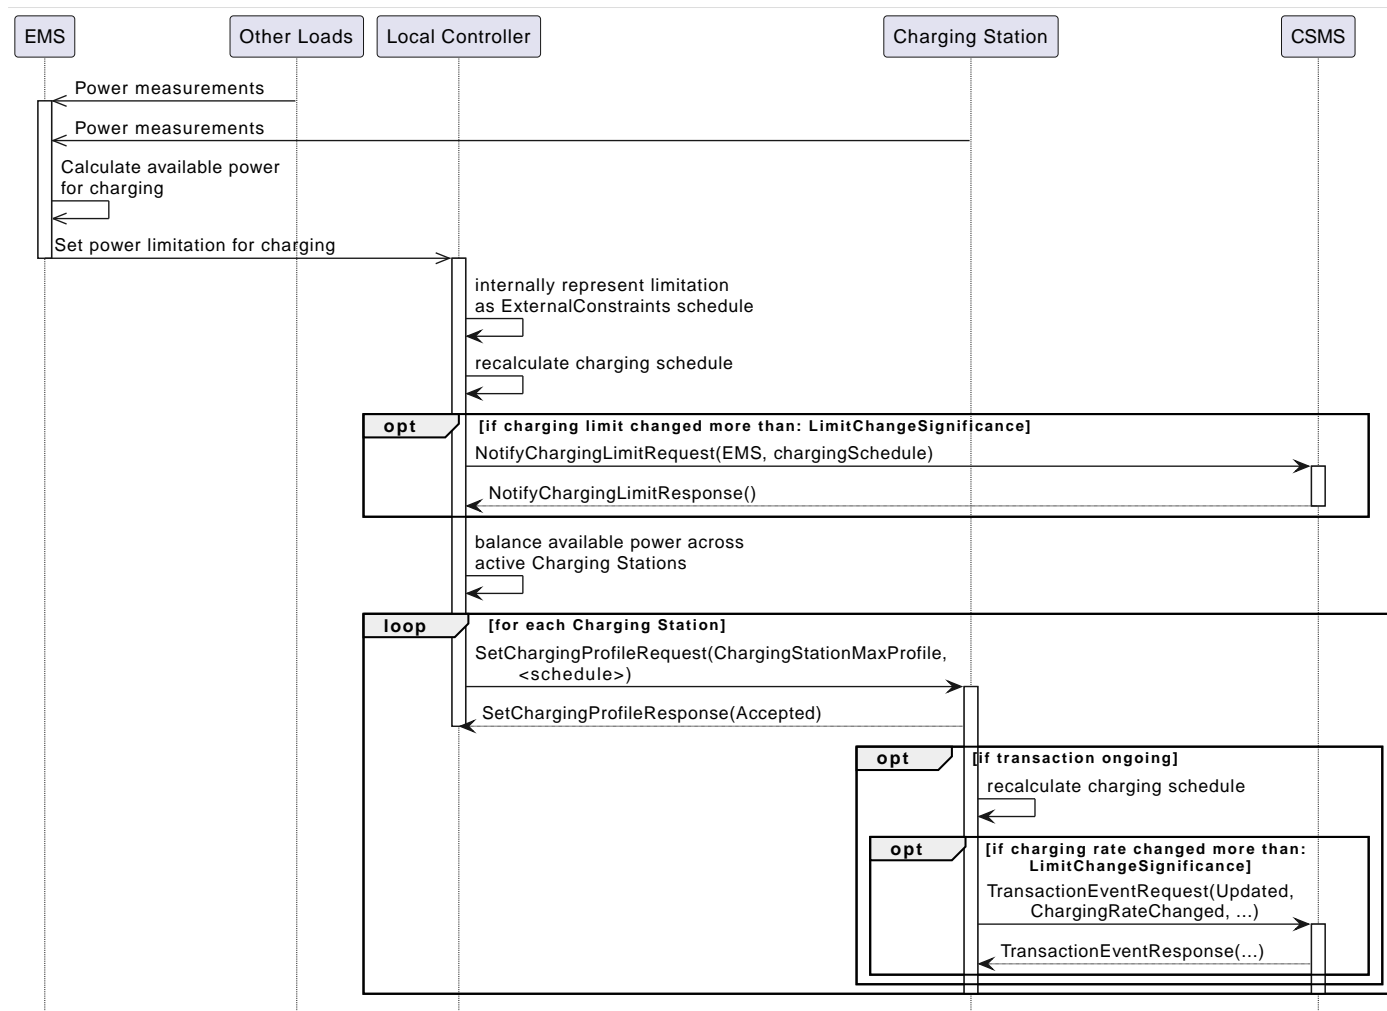 EMS
Other Loads
Local Controller
Charging Station
CSMS
Power measurements
Power measurements
Calculate available power
for charging
Set power limitation for charging
internally represent limitation
as ExternalConstraints schedule
recalculate charging schedule
opt
[if charging limit changed more than: LimitChangeSignificance]
NotifyChargingLimitRequest(EMS, chargingSchedule)
NotifyChargingLimitResponse()
balance available power across
active Charging Stations
loop
[for each Charging Station]
SetChargingProfileRequest(ChargingStationMaxProfile,
<schedule>)
SetChargingProfileResponse(Accepted)
opt
[if transaction ongoing]
recalculate charging schedule
opt
[if charging rate changed more than:
LimitChangeSignificance]
TransactionEventRequest(Updated,
ChargingRateChanged, ...)
TransactionEventResponse(...)